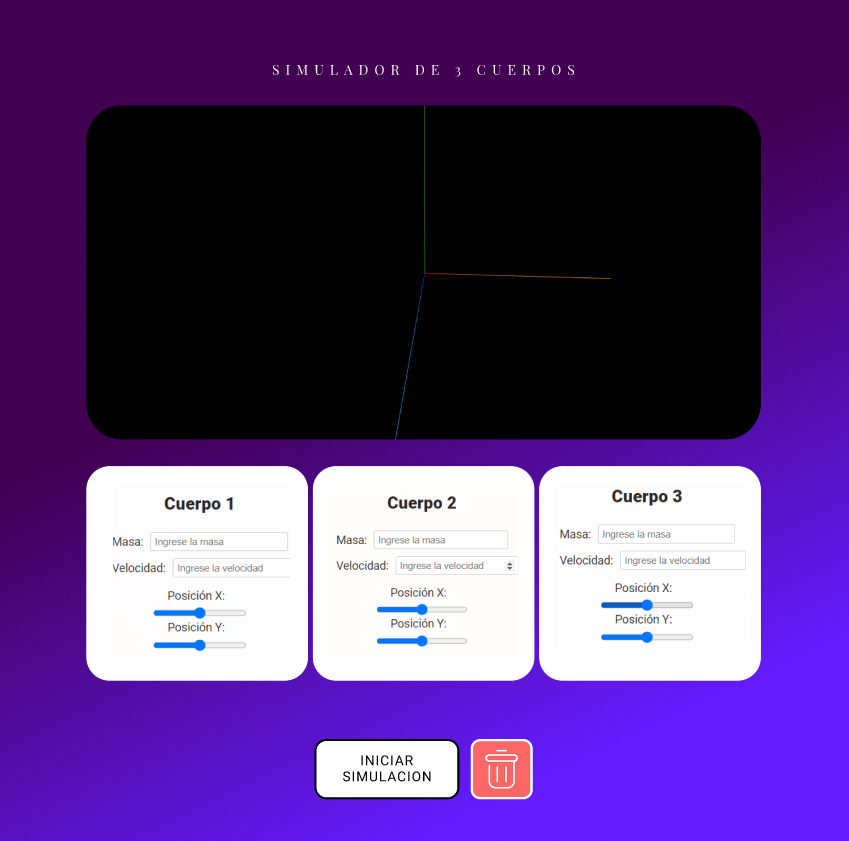 SIMULADOR DE 3 CUERPOS
Cuerpo 1
Masa: Ingrese la masa
Velocidad: Ingrese la velocidad
Posición X:
Posición Y:
Cuerpo 2
Masa: Ingrese la masa
Velocidad: Ingrese la velocidad
Posición X:
Posición Y:
Cuerpo 3
Masa: Ingrese la masa
Velocidad: Ingrese la velocidad
Posición X:
Posición Y:
INICIAR
SIMULACION